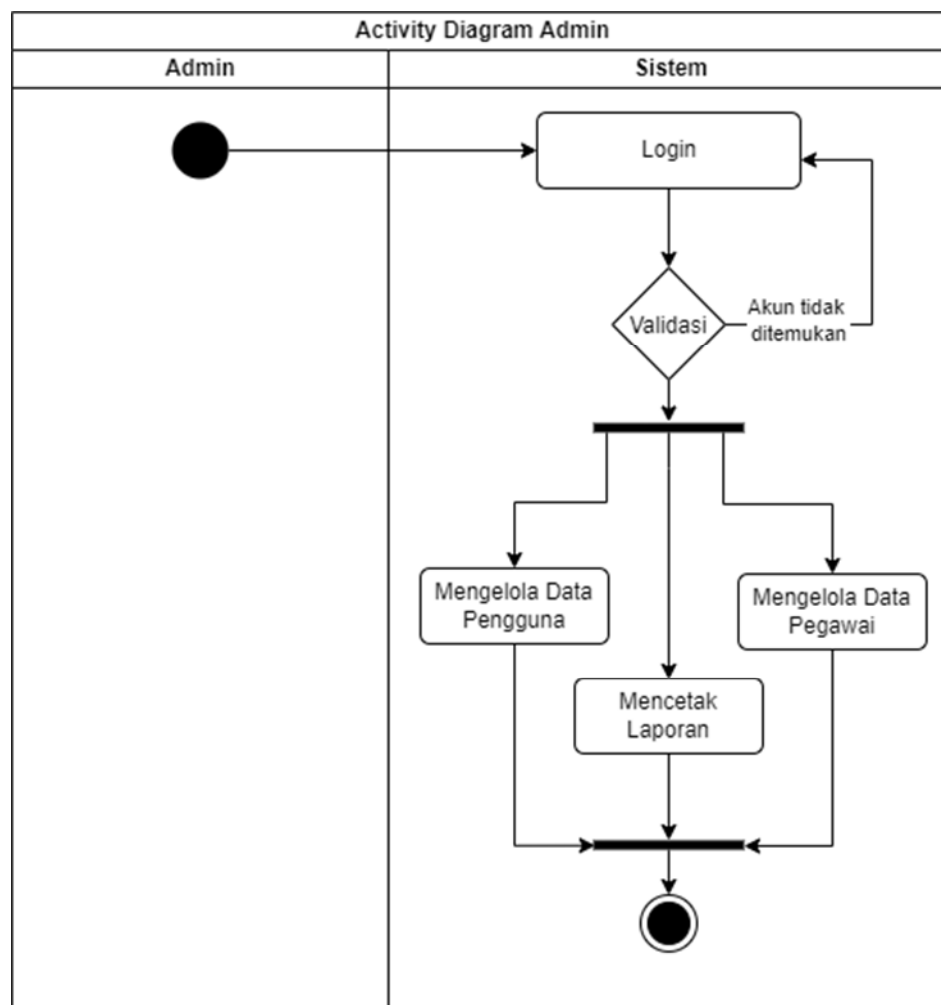 Activity Diagram Admin
Admin
Sistem
Login
Validasi
Akun tidak
ditemukan
Mengelola Data
Pengguna
Mengelola Data
Pegawai
Mencetak
Laporan